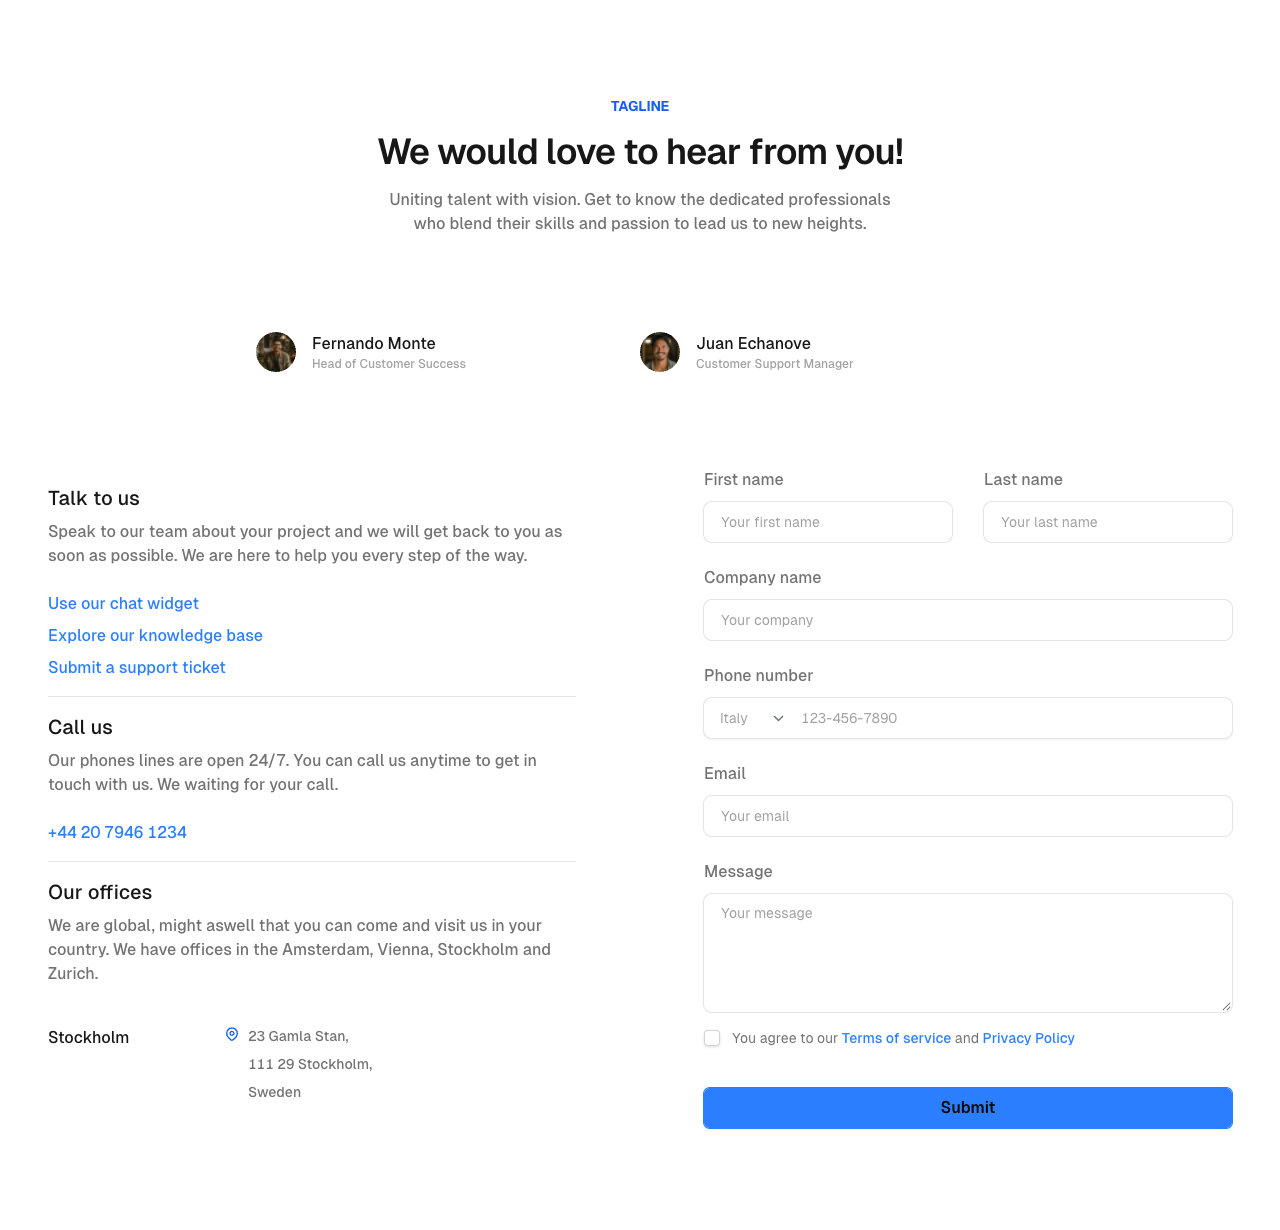 TAGLINE
We would love to hear from you!
Uniting talent with vision. Get to know the dedicated professionals
who blend their skills and passion to lead us to new heights.
Fernando Monte
Head of Customer Success
Juan Echanove
Customer Support Manager
Talk to us
Speak to our team about your project and we will get back to you as
soon as possible. We are here to help you every step of the way.
Use our chat widget
Explore our knowledge base
Submit a support ticket
Call us
Our phones lines are open 24/7. You can call us anytime to get in
touch with us. We waiting for your call.
+44 20 7946 1234
Our offices
We are global, might aswell that you can come and visit us in your
country. We have offices in the Amsterdam, Vienna, Stockholm and
Zurich.
Stockholm
23 Gamla Stan,
111 29 Stockholm,
Sweden
First name
Last name
Your first name
Your last name
Company name
Your company
Phone number
Italy
123-456-7890
Email
Your email
Message
Your message
You agree to our Terms of service and Privacy Policy
Submit